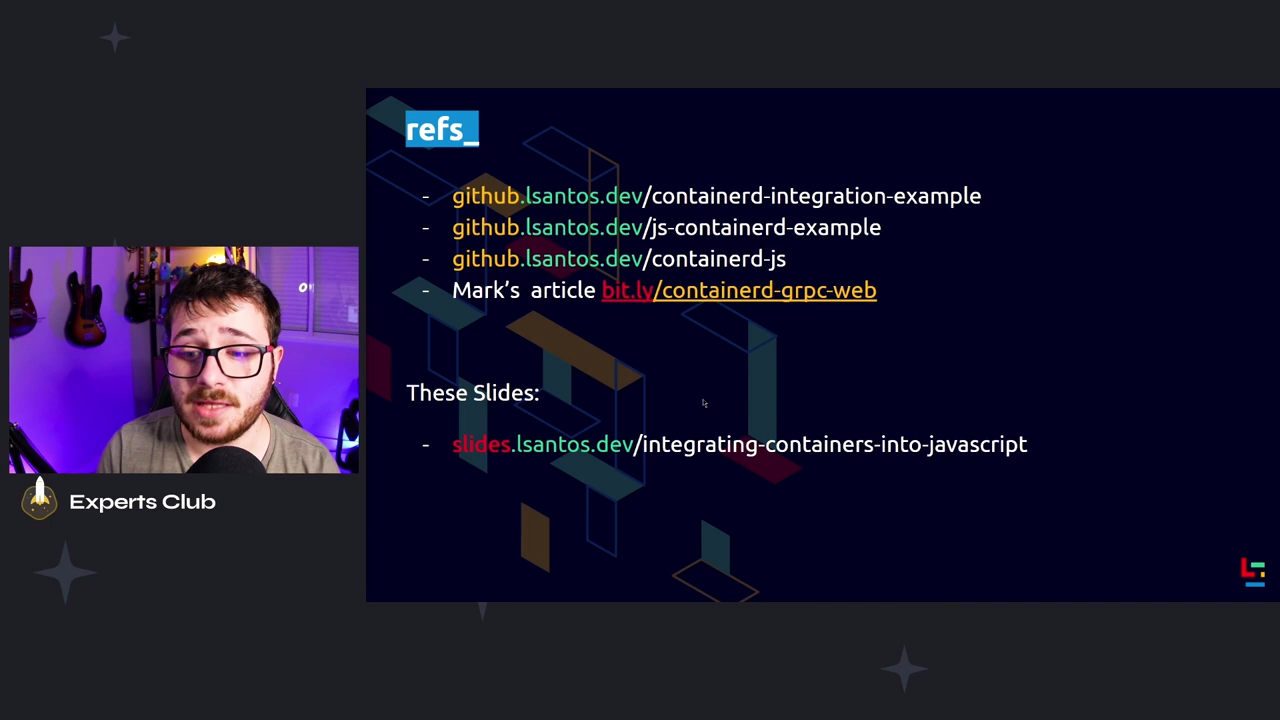 refs_
- github.lsantos.dev/containerd-integration-example
- github.lsantos.dev/js-containerd-example
- github.lsantos.dev/containerd-js
- Mark’s article bit.ly/containerd-grpc-web
These Slides:
- slides.lsantos.dev/integrating-containers-into-javascript
Experts Club